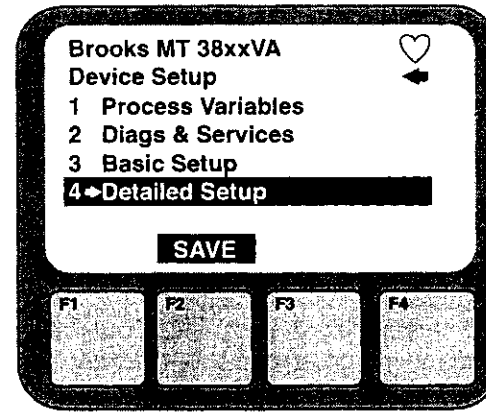 Brooks MT 38xxVA
Device Setup
1 Process Variables
2 Diags & Services
3 Basic Setup
4→Detailed Setup
SAVE
F1 F2 F3 F4